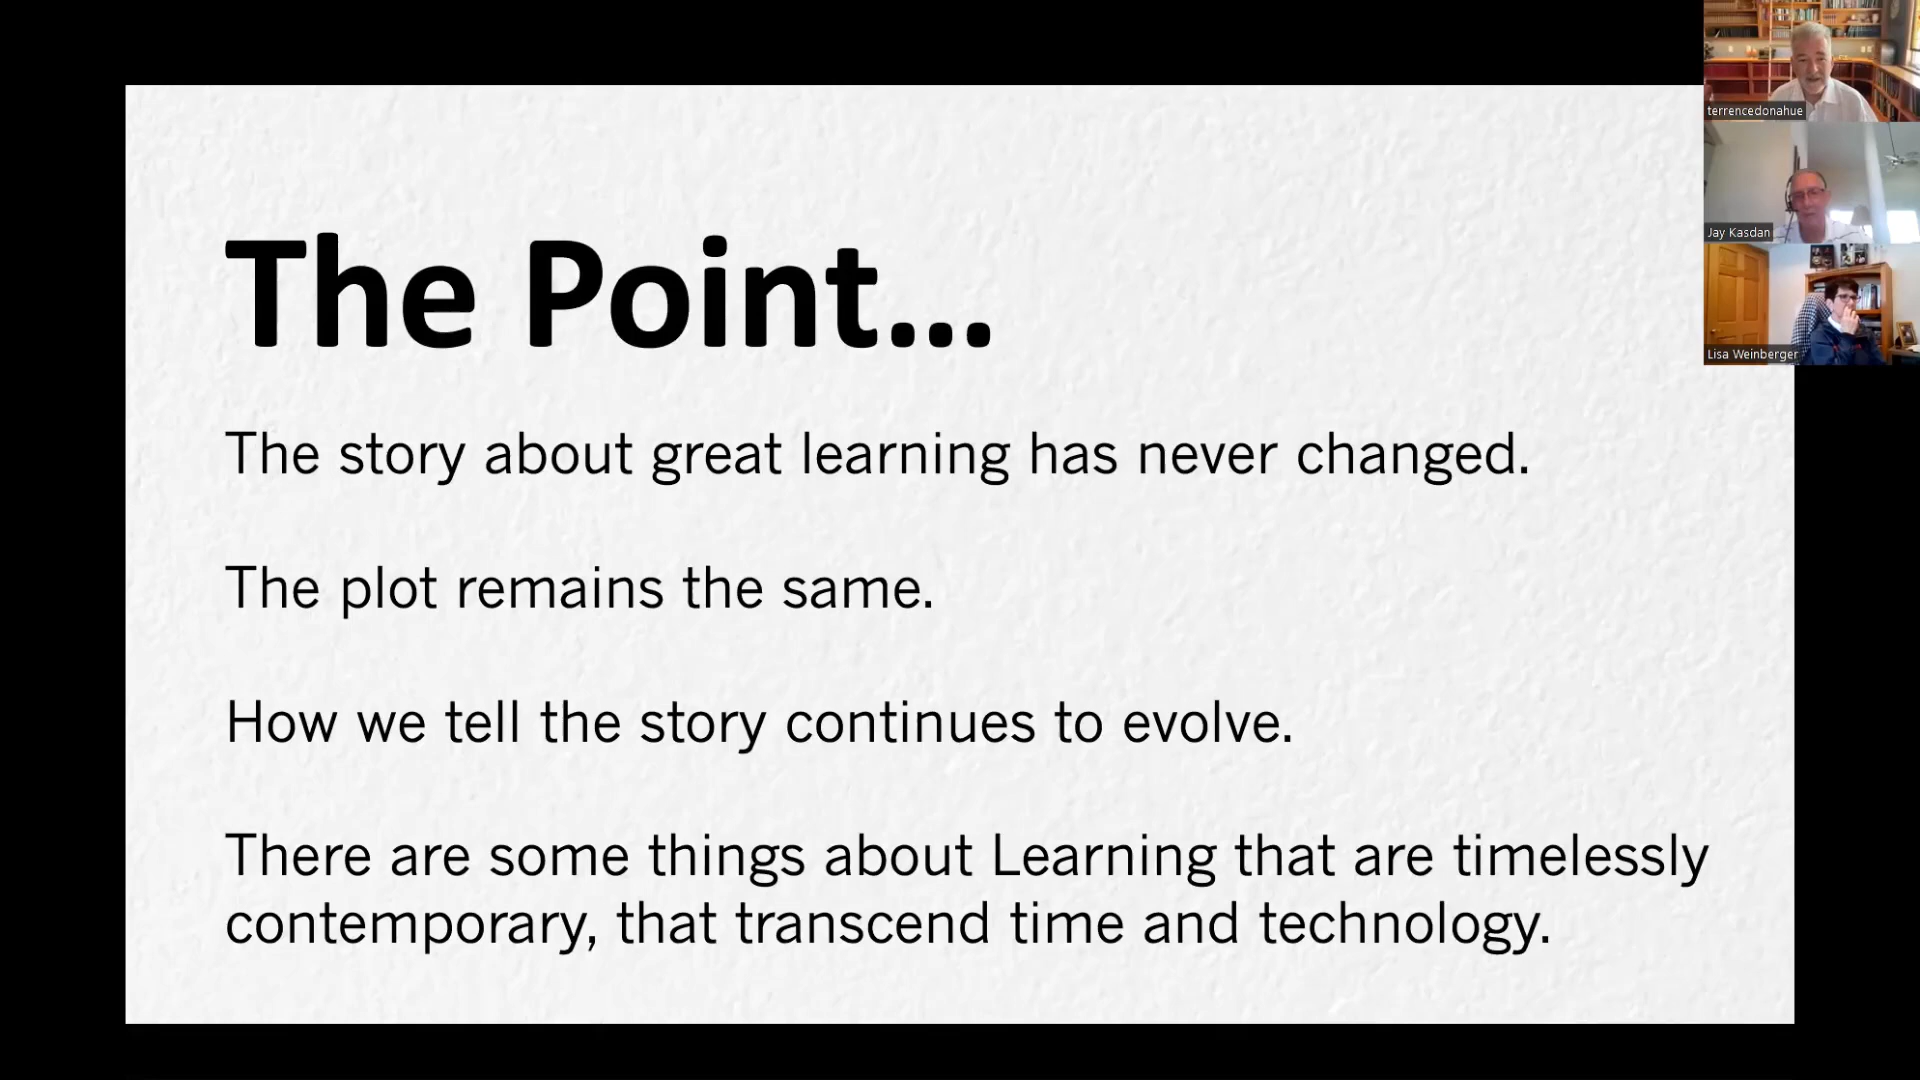 The Point...
The story about great learning has never changed.
The plot remains the same.
How we tell the story continues to evolve.
There are some things about Learning that are timelessly
contemporary, that transcend time and technology.
terrencedonahue
Jay Kasdan
Lisa Weinberger